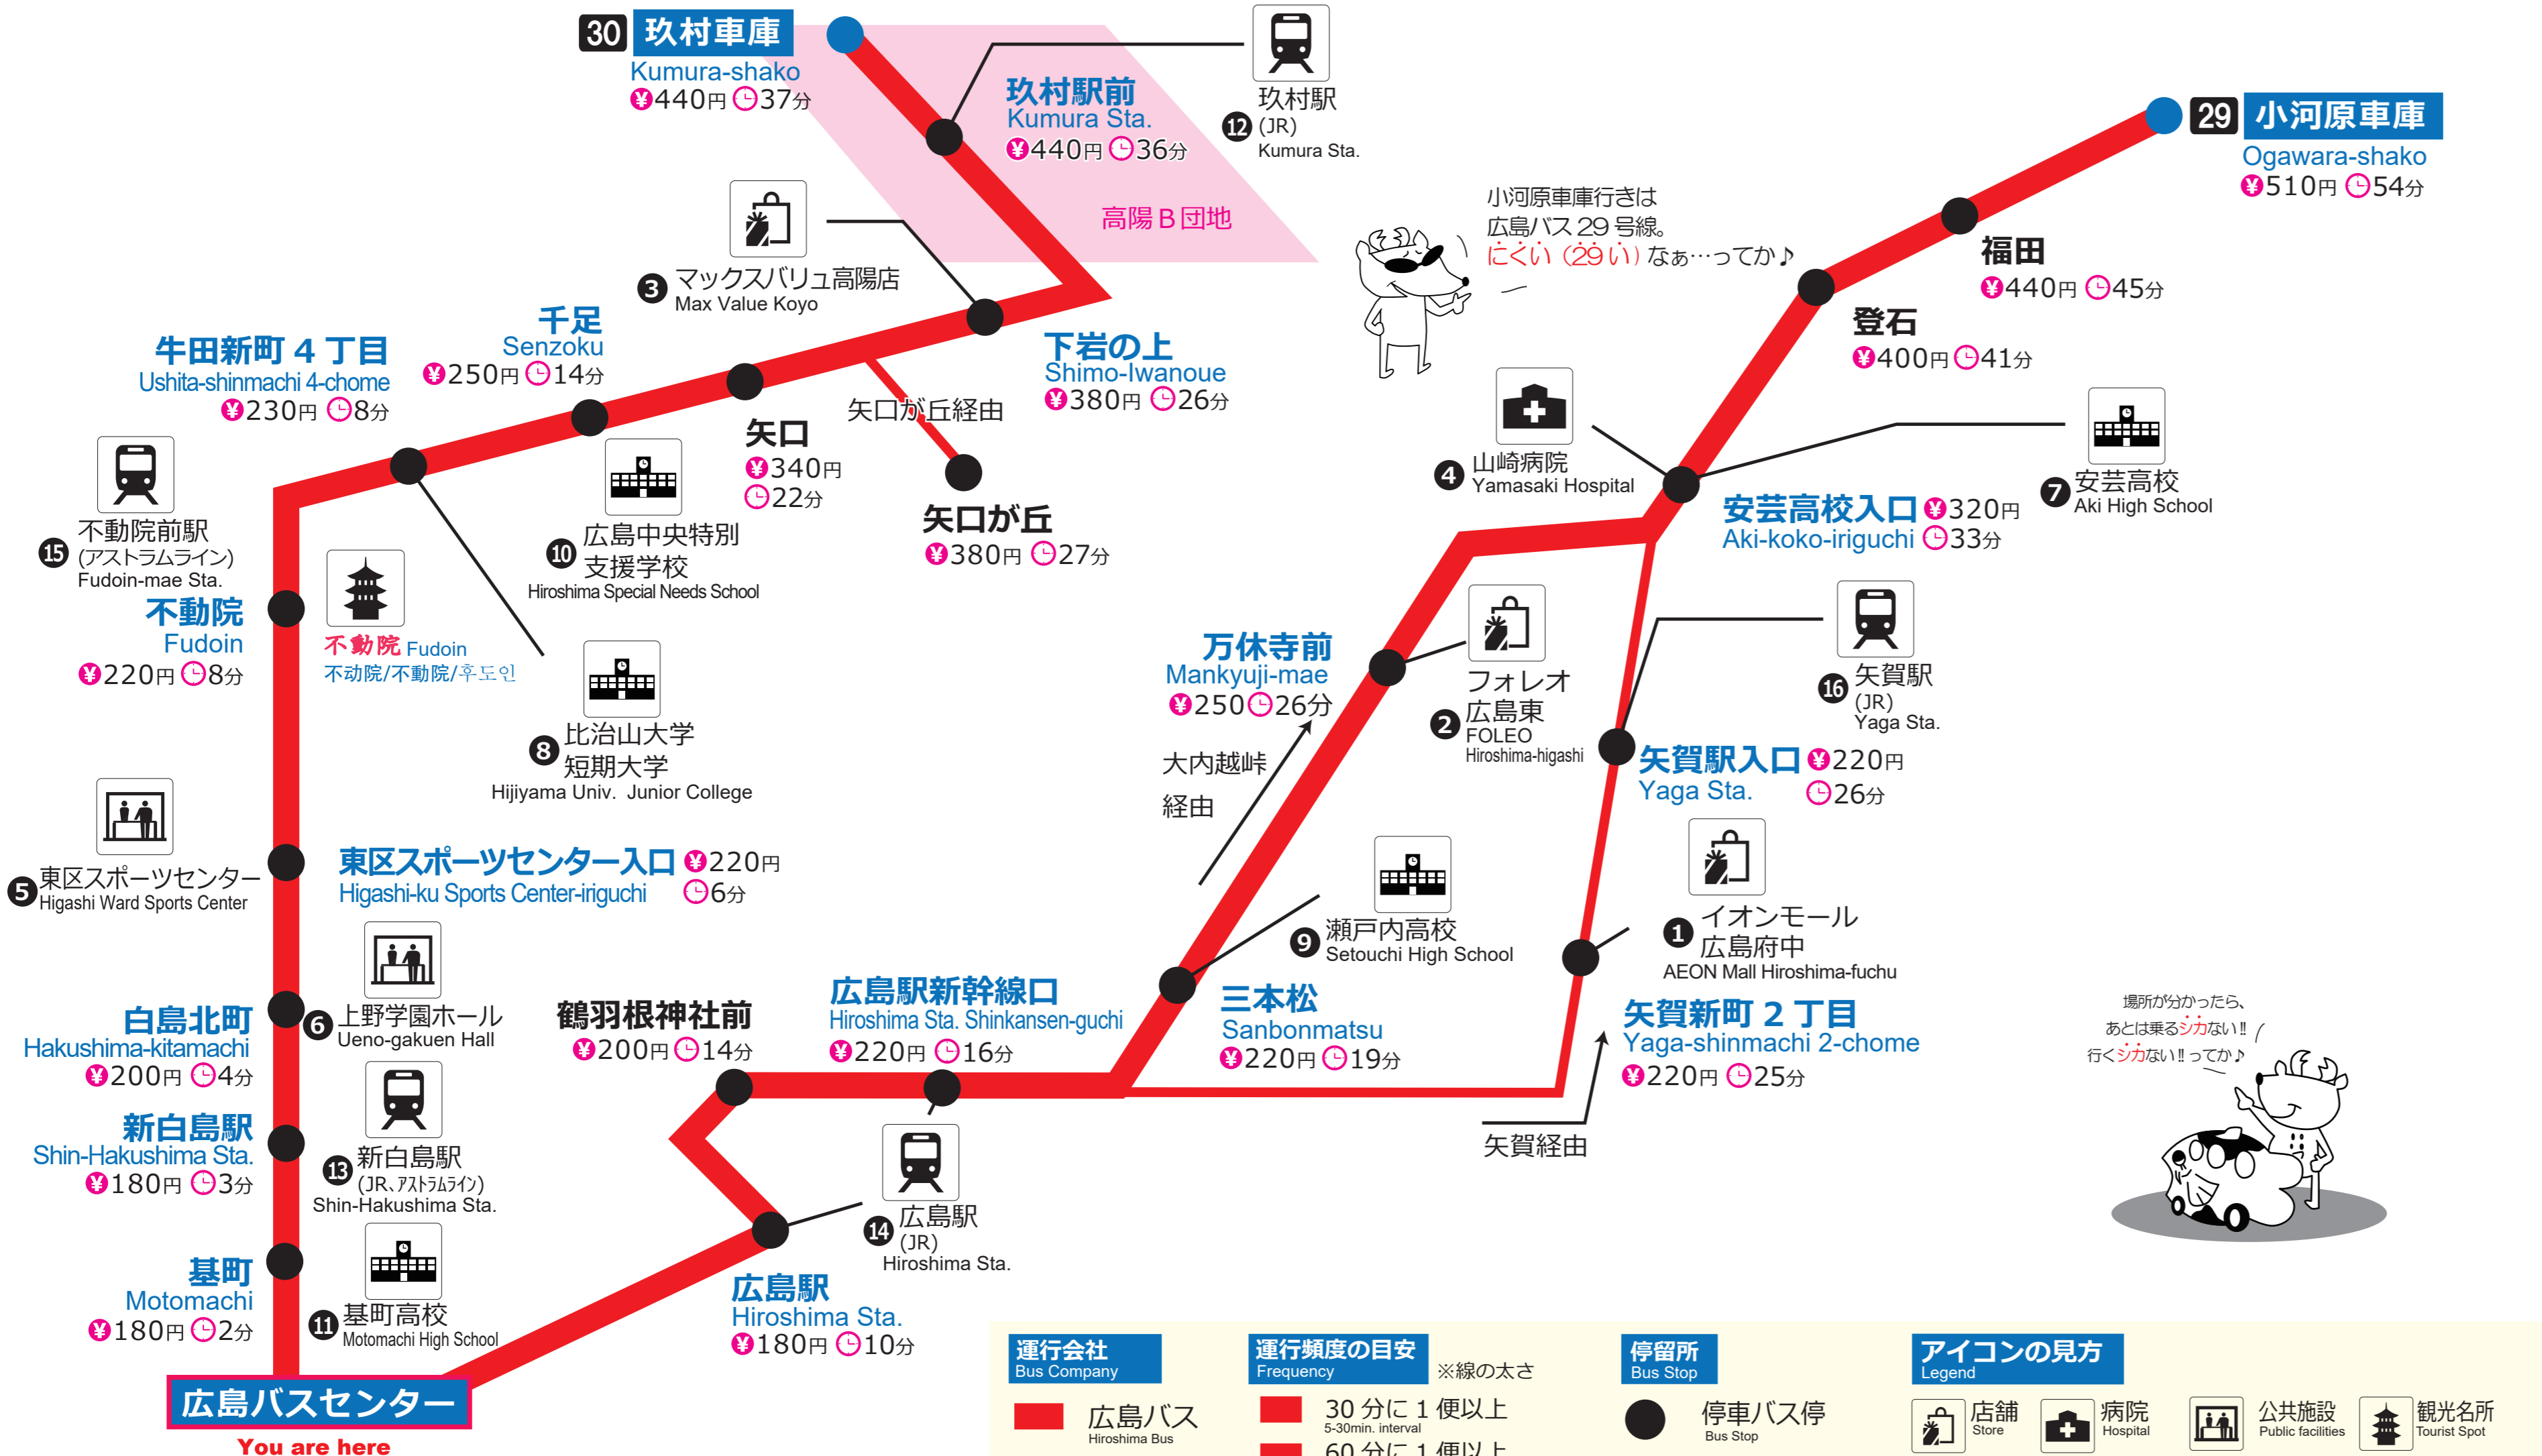 30 玖村車庫
Kumura-shako
¥440円 37分
玖村駅前
Kumura Sta.
¥440円 36分
玖村駅
⓬ (JR)
Kumura Sta.
高陽B団地
29 小河原車庫
Ogawara-shako
¥510円 54分
小河原車庫行きは
広島バス29号線。
にくい（29い）なぁ…ってか♪
福田
¥440円 45分
登石
¥400円 41分
❸ マックスバリュ高陽店
Max Value Koyo
千足
Senzoku
¥250円 14分
牛田新町4丁目
Ushita-shinmachi 4-chome
¥230円 8分
下岩の上
Shimo-Iwanoue
¥380円 26分
矢口が丘経由
矢口
¥340円
22分
矢口が丘
¥380円 27分
❹ 山崎病院
Yamasaki Hospital
❼ 安芸高校
Aki High School
安芸高校入口 ¥320円
Aki-koko-iriguchi 33分
不動院前駅
⓯ (アストラムライン)
Fudoin-mae Sta.
不動院
Fudoin
¥220円 8分
不動院 Fudoin
不动院/不動院/후도인
❿ 広島中央特別
支援学校
Hiroshima Special Needs School
❽ 比治山大学
短期大学
Hijiyama Univ. Junior College
万休寺前
Mankyuji-mae
¥250 26分
大内越峠
経由
フォレオ
❷ 広島東
FOLEO
Hiroshima-higashi
⓰ 矢賀駅
(JR)
Yaga Sta.
矢賀駅入口 ¥220円
Yaga Sta. 26分
❺ 東区スポーツセンター
Higashi Ward Sports Center
東区スポーツセンター入口 ¥220円
Higashi-ku Sports Center-iriguchi 6分
❾ 瀬戸内高校
Setouchi High School
❶ イオンモール
広島府中
AEON Mall Hiroshima-fuchu
❻ 上野学園ホール
Ueno-gakuen Hall
白島北町
Hakushima-kitamachi
¥200円 4分
鶴羽根神社前
¥200円 14分
広島駅新幹線口
Hiroshima Sta. Shinkansen-guchi
¥220円 16分
三本松
Sanbonmatsu
¥220円 19分
矢賀新町2丁目
Yaga-shinmachi 2-chome
¥220円 25分
矢賀経由
場所が分かったら、
あとは乗るシカない!!
行くシカない!!ってか♪
新白島駅
Shin-Hakushima Sta.
¥180円 3分
⓭ 新白島駅
(JR、アストラムライン)
Shin-Hakushima Sta.
⓮ 広島駅
(JR)
Hiroshima Sta.
基町
Motomachi
¥180円 2分
⓫ 基町高校
Motomachi High School
広島駅
Hiroshima Sta.
¥180円 10分
広島バスセンター
You are here
運行会社
Bus Company
広島バス
Hiroshima Bus
運行頻度の目安
Frequency
※線の太さ
30分に1便以上
5-30min. interval
60分に1便以上
停留所
Bus Stop
停車バス停
Bus Stop
アイコンの見方
Legend
店舗
Store
病院
Hospital
公共施設
Public facilities
観光名所
Tourist Spot